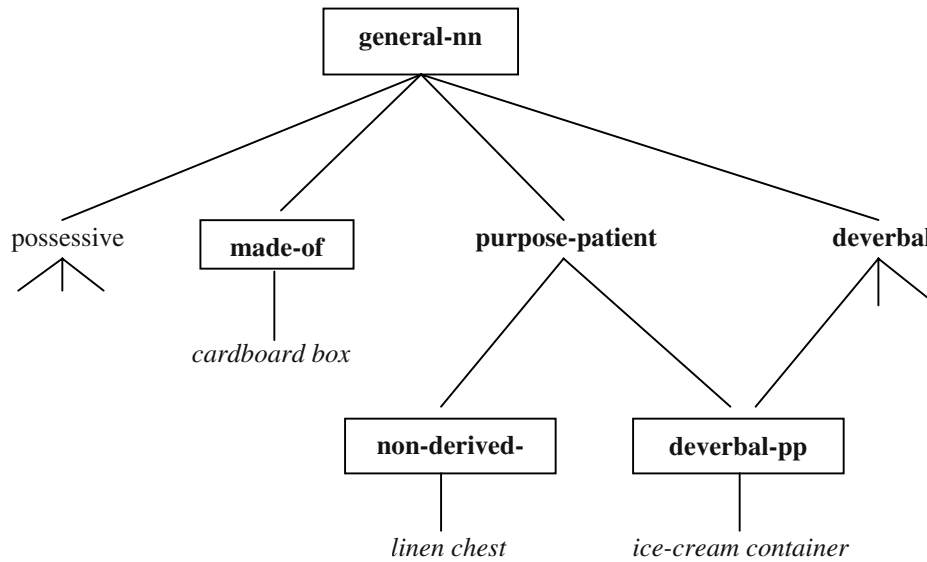 general-nn
possessive
made-of
purpose-patient
deverbal
cardboard box
non-derived-
deverbal-pp
linen chest
ice-cream container